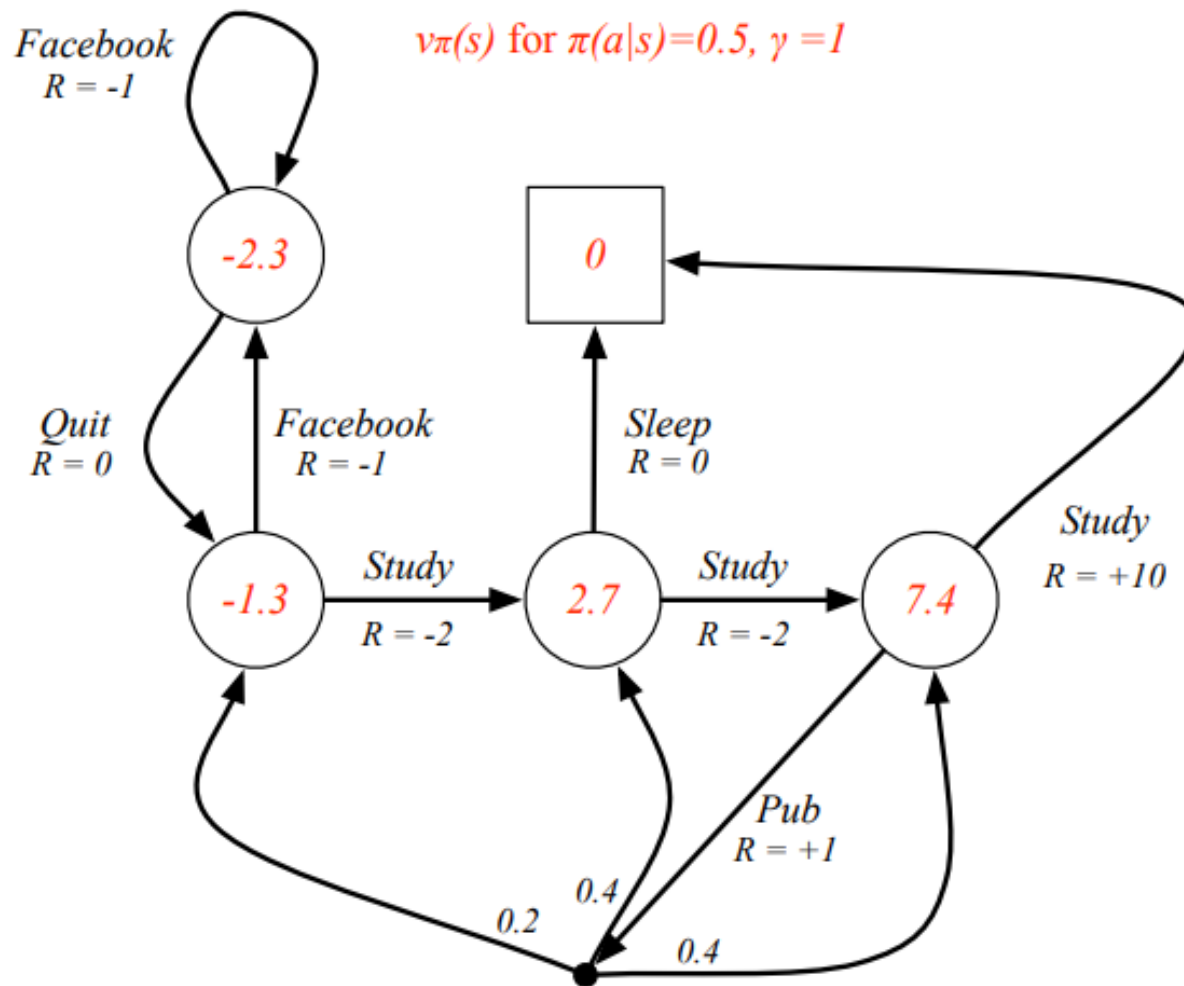 vπ(s) for π(a|s)=0.5, γ =1
Facebook
R = -1
-2.3
0
Quit
R = 0
Facebook
R = -1
Sleep
R = 0
Study
R = +10
-1.3
Study
R = -2
2.7
Study
R = -2
7.4
Pub
R = +1
0.2
0.4
0.4